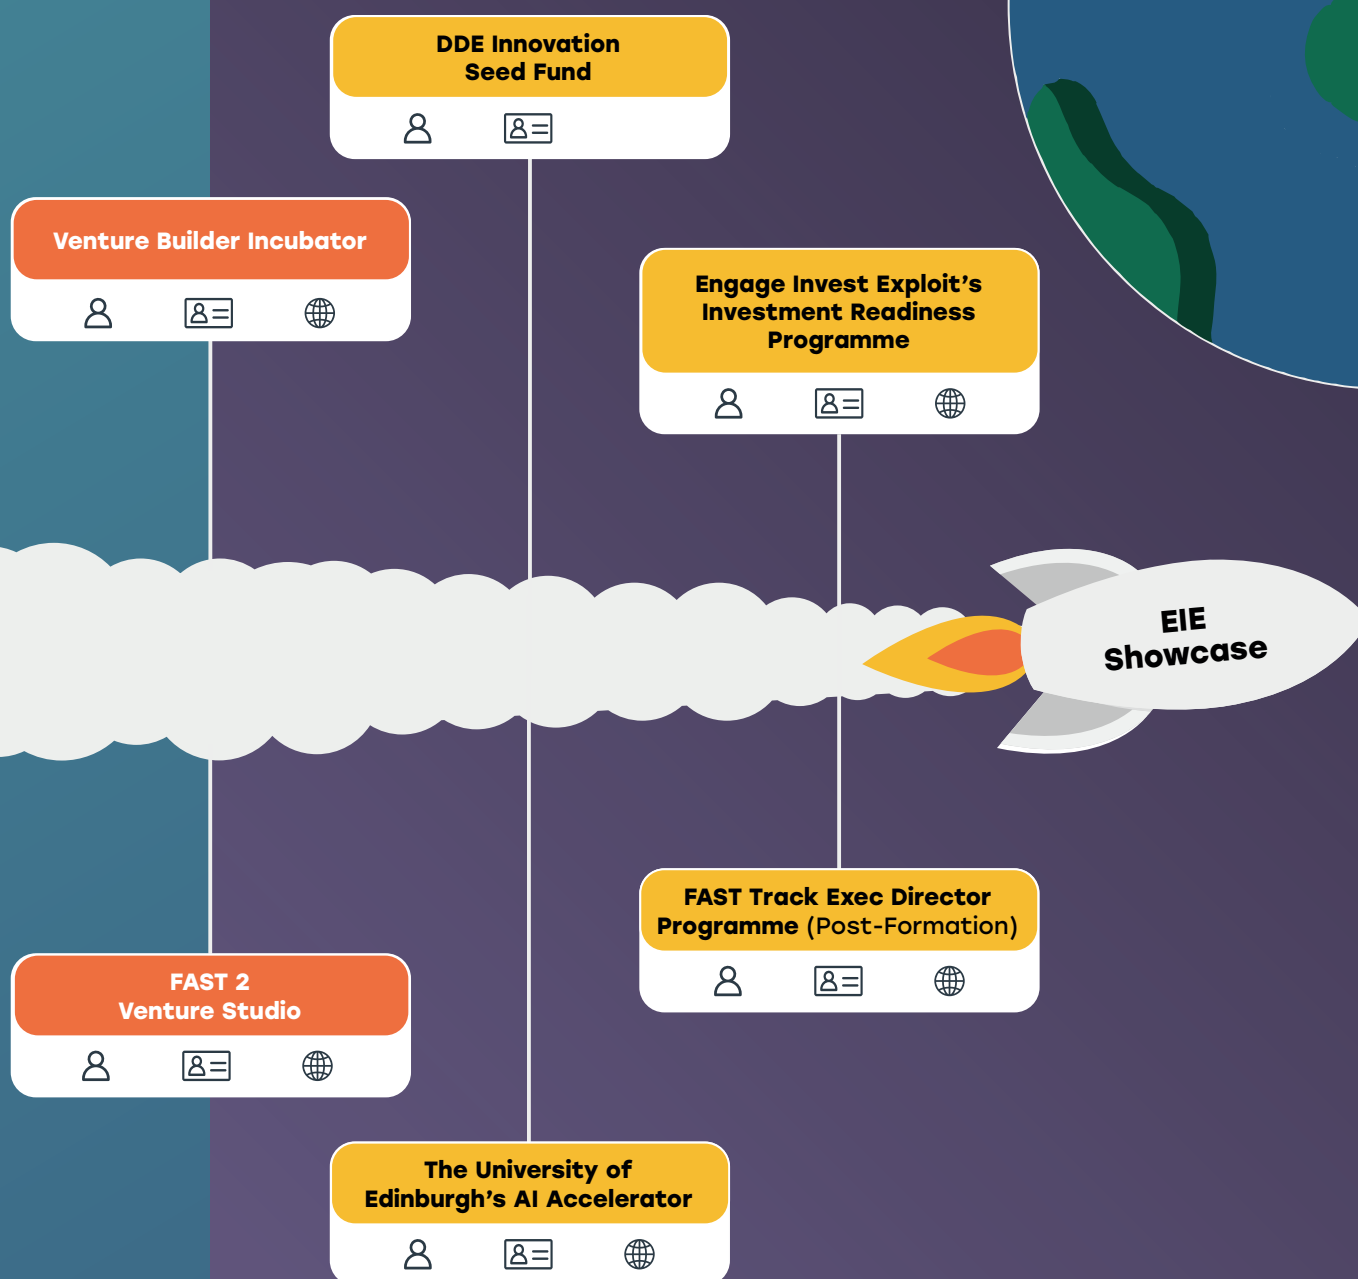 DDE Innovation
Seed Fund
Venture Builder Incubator
Engage Invest Exploit’s
Investment Readiness
Programme
EIE
Showcase
FAST Track Exec Director
Programme (Post-Formation)
FAST 2
Venture Studio
The University of
Edinburgh’s AI Accelerator